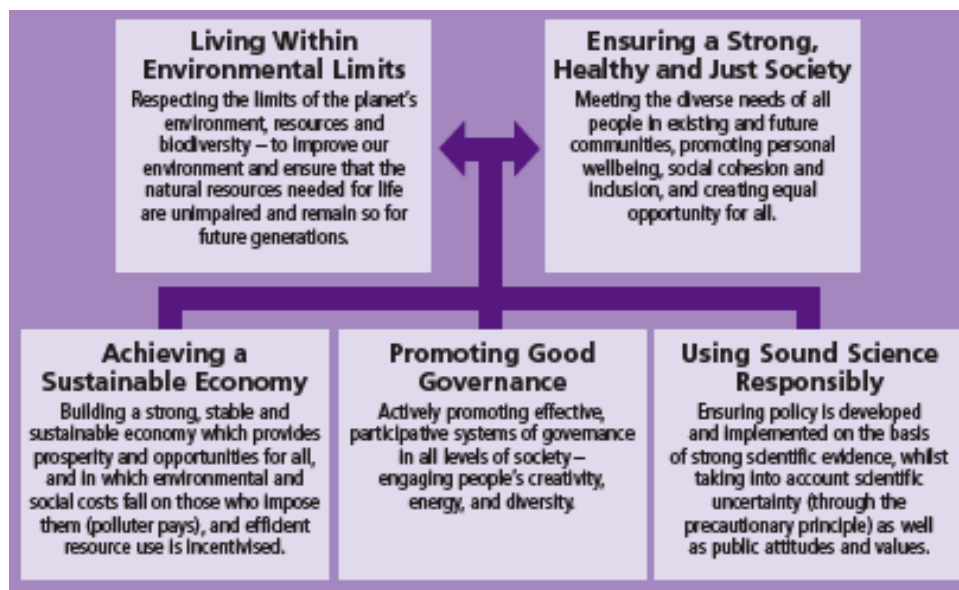 Living Within
Environmental Limits
Respecting the limits of the planet's
environment, resources and
biodiversity – to improve our
environment and ensure that the
natural resources needed for life
are unimpaired and remain so for
future generations.
Ensuring a Strong,
Healthy and Just Society
Meeting the diverse needs of all
people in existing and future
communities, promoting personal
wellbeing, social cohesion and
inclusion, and creating equal
opportunity for all.
Achieving a
Sustainable Economy
Building a strong, stable and
sustainable economy which provides
prosperity and opportunities for all,
and in which environmental and
social costs fall on those who impose
them (polluter pays), and efficient
resource use is incentivised.
Promoting Good
Governance
Actively promoting effective,
participative systems of governance
in all levels of society –
engaging people's creativity,
energy, and diversity.
Using Sound Science
Responsibly
Ensuring policy is developed
and implemented on the basis
of strong scientific evidence, whilst
taking into account scientific
uncertainty (through the
precautionary principle) as well
as public attitudes and values.